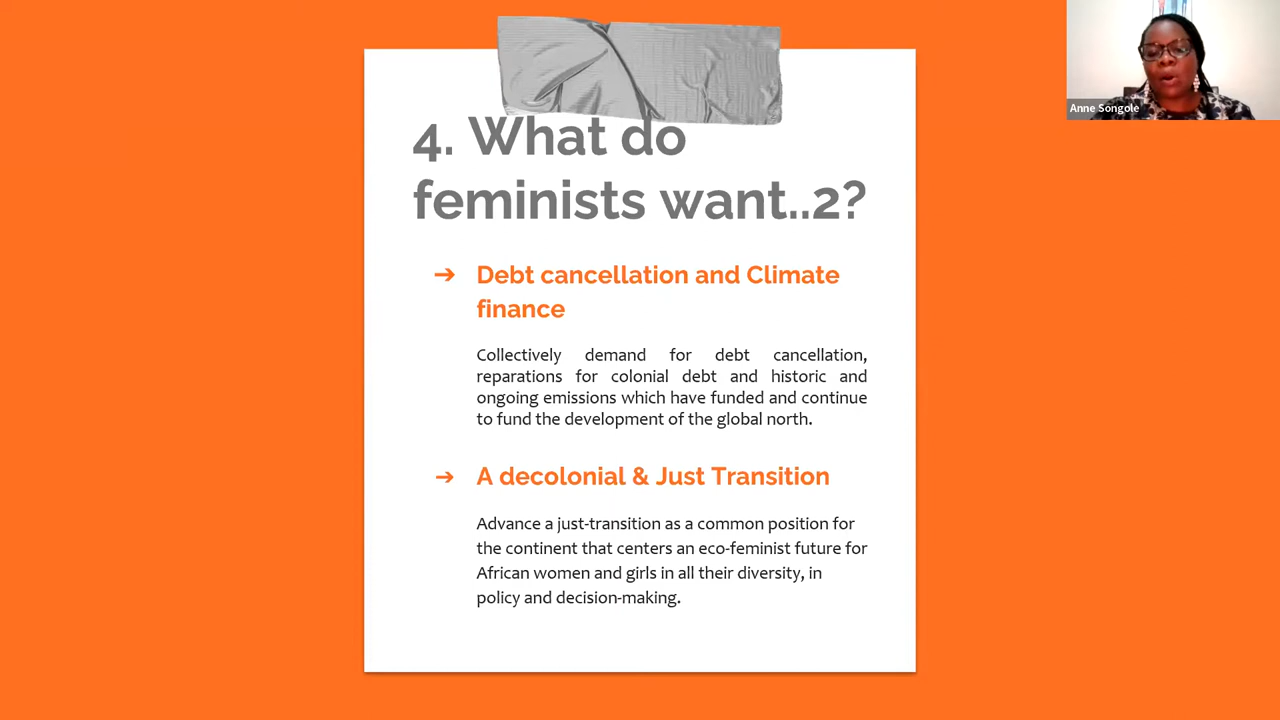 4. What do
feminists want..2?
➔ Debt cancellation and Climate
finance
Collectively demand for debt cancellation,
reparations for colonial debt and historic and
ongoing emissions which have funded and continue
to fund the development of the global north.
➔ A decolonial & Just Transition
Advance a just-transition as a common position for
the continent that centers an eco-feminist future for
African women and girls in all their diversity, in
policy and decision-making.
Anne Songole